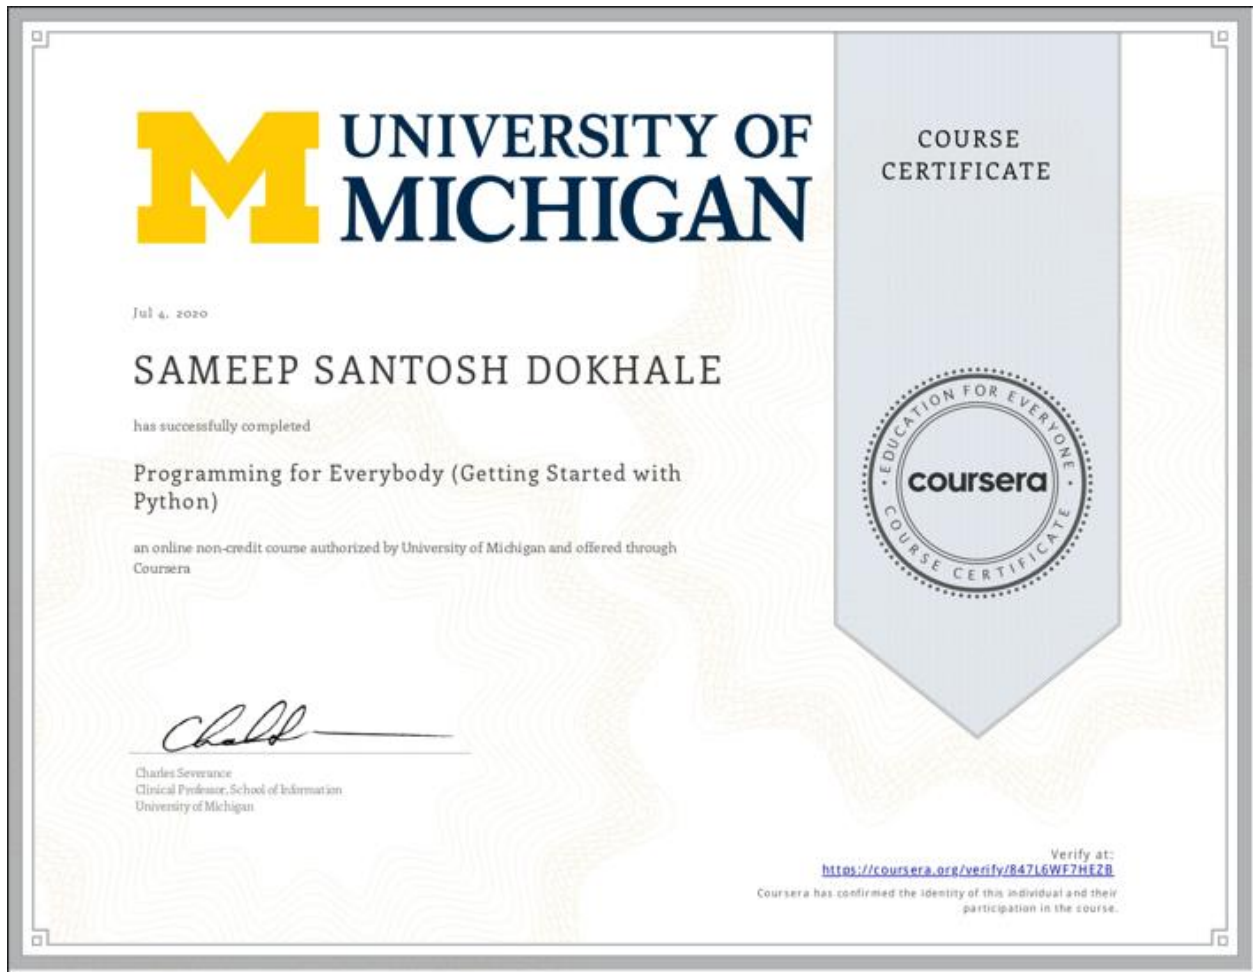 UNIVERSITY OF
MICHIGAN
COURSE
CERTIFICATE
Jul 4, 2020
SAMEEP SANTOSH DOKHALE
has successfully completed
Programming for Everybody (Getting Started with
Python)
an online non-credit course authorized by University of Michigan and offered through
Coursera
EDUCATION FOR EVERYONE
coursera
COURSE CERTIFICATE
Charles Severance
Clinical Professor, School of Information
University of Michigan
Verify at:
https://coursera.org/verify/847L6WF7HEZB
Coursera has confirmed the identity of this individual and their
participation in the course.